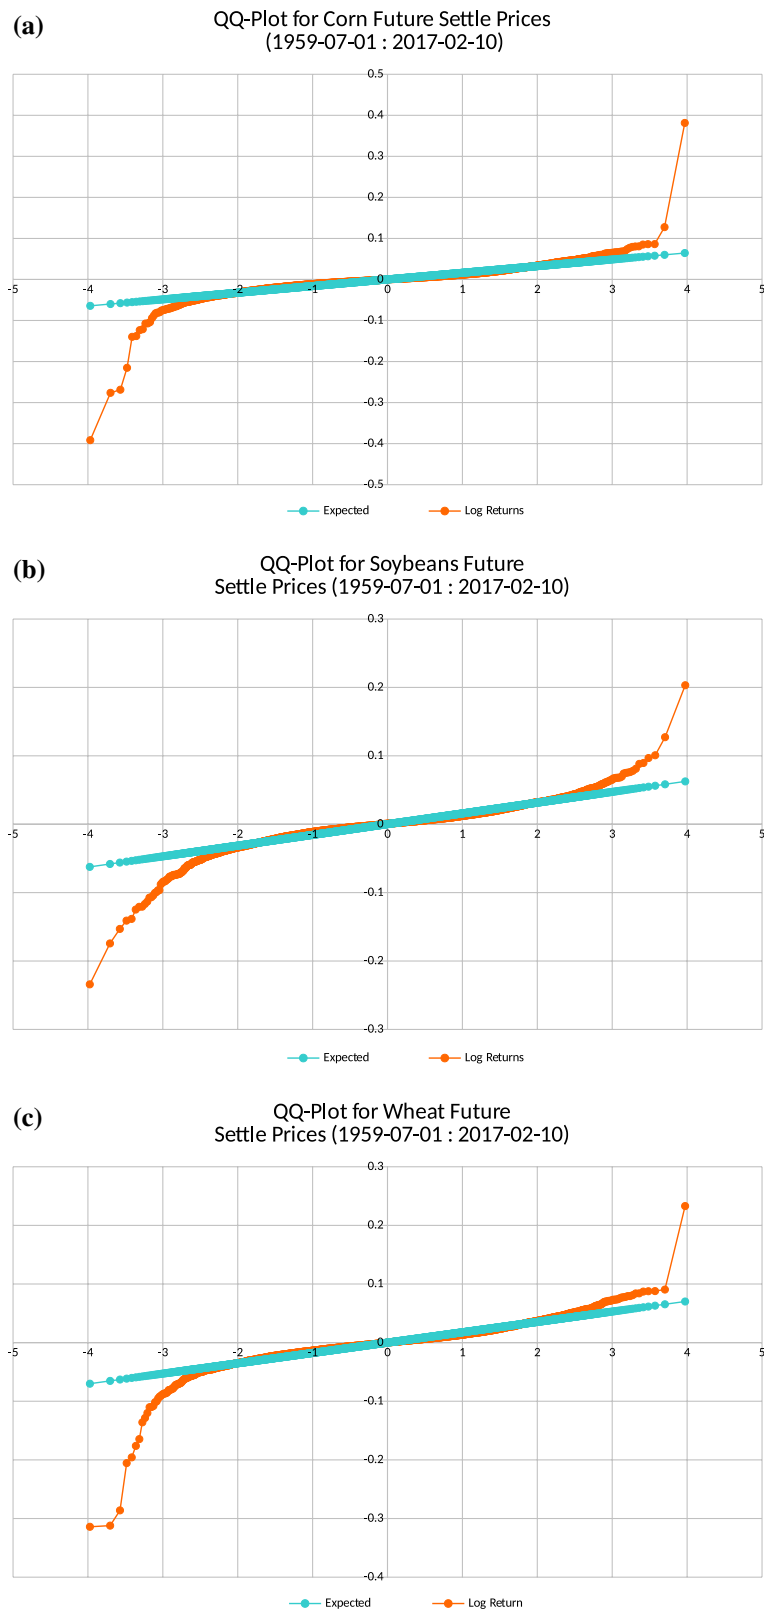 (a)
QQ-Plot for Corn Future Settle Prices
(1959-07-01 : 2017-02-10)
0.5
0.4
0.3
0.2
0.1
0
-5 -4 -3 -2 -1 0 1 2 3 4 5
-0.1
-0.2
-0.3
-0.4
-0.5
Expected Log Returns
(b)
QQ-Plot for Soybeans Future
Settle Prices (1959-07-01 : 2017-02-10)
0.3
0.2
0.1
0
-5 -4 -3 -2 -1 0 1 2 3 4 5
-0.1
-0.2
-0.3
Expected Log Returns
(c)
QQ-Plot for Wheat Future
Settle Prices (1959-07-01 : 2017-02-10)
0.3
0.2
0.1
0
-5 -4 -3 -2 -1 0 1 2 3 4 5
-0.1
-0.2
-0.3
-0.4
Expected Log Return